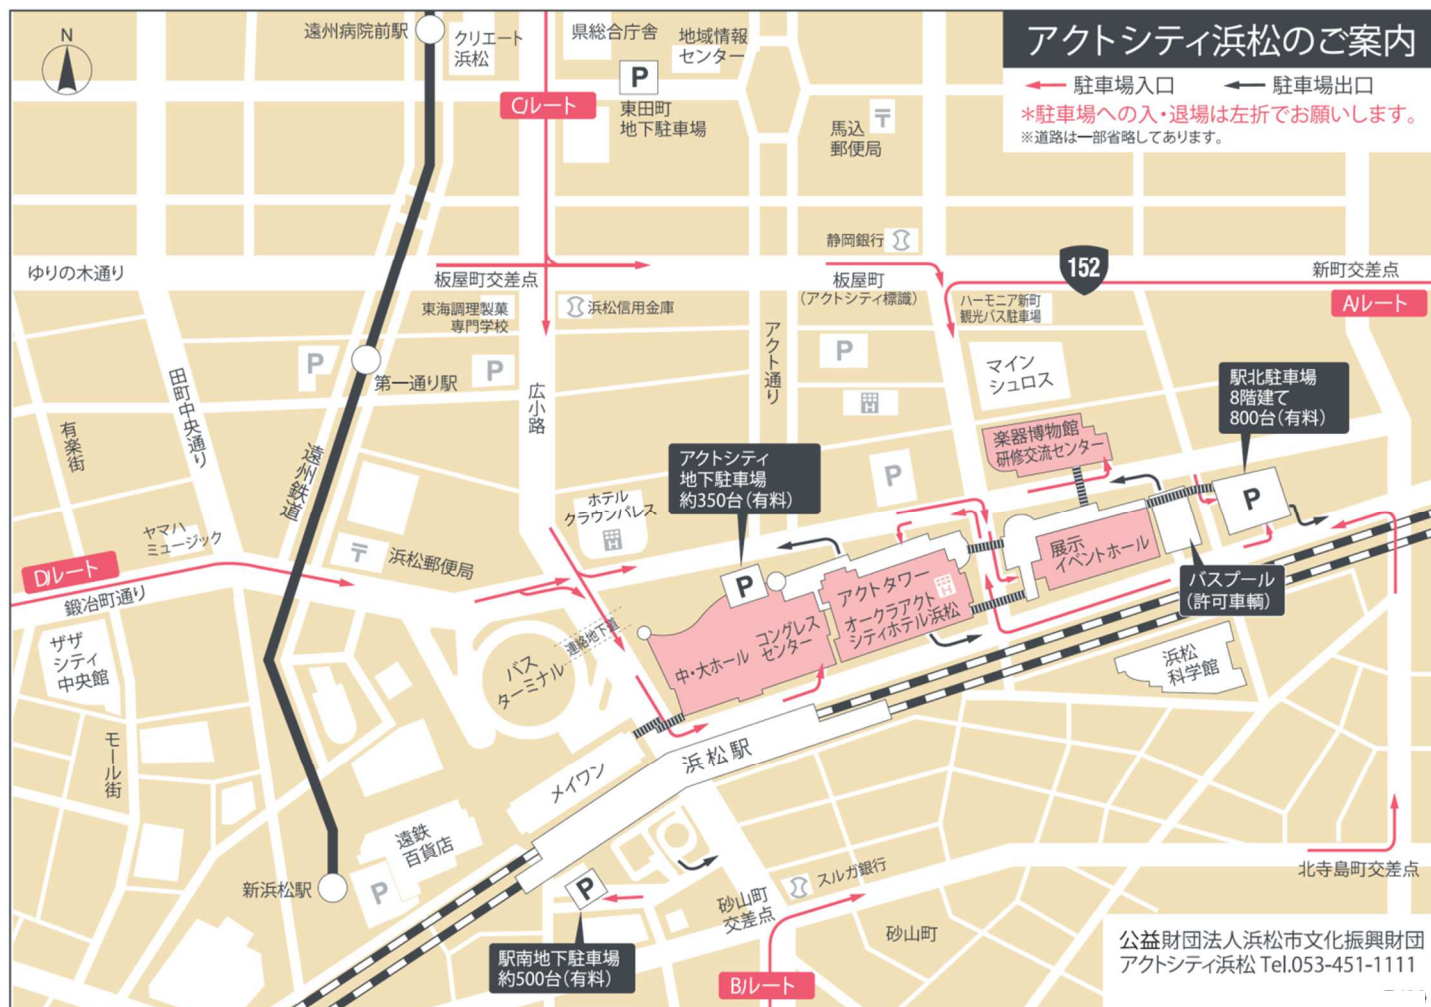 アクトシティ浜松のご案内
駐車場入口
駐車場出口
*駐車場への入・退場は左折でお願いします。
※道路は一部省略してあります。
N
遠州病院前駅
クリエート
浜松
県総合庁舎
地域情報
センター
P
東田町
地下駐車場
Cルート
馬込
郵便局
静岡銀行
ゆりの木通り
板屋町交差点
板屋町
(アクトシティ標識)
152
新町交差点
Aルート
東海調理製菓
専門学校
浜松信用金庫
ハーモニア新町
観光バス駐車場
アクト通り
P
第一通り駅
P
P
マイン
シュロス
田町中央通り
広小路
H
駅北駐車場
8階建て
800台(有料)
有楽街
遠州鉄道
楽器博物館
研修交流センター
アクトシティ
地下駐車場
約350台(有料)
P
P
ホテル
クラウンパレス
H
ヤマハ
ミュージック
浜松郵便局
展示
イベントホール
Dルート
鍛冶町通り
P
アクトタワー
オークラアクト
シティホテル浜松
H
バスプール
(許可車輌)
ザザ
シティ
中央館
連絡地下道
バス
ターミナル
コングレス
センター
中・大ホール
浜松
科学館
モール街
浜松駅
メイワン
遠鉄
百貨店
新浜松駅
P
P
砂山町
交差点
スルガ銀行
北寺島町交差点
砂山町
駅南地下駐車場
約500台(有料)
Bルート
公益財団法人浜松市文化振興財団
アクトシティ浜松 Tel.053-451-1111